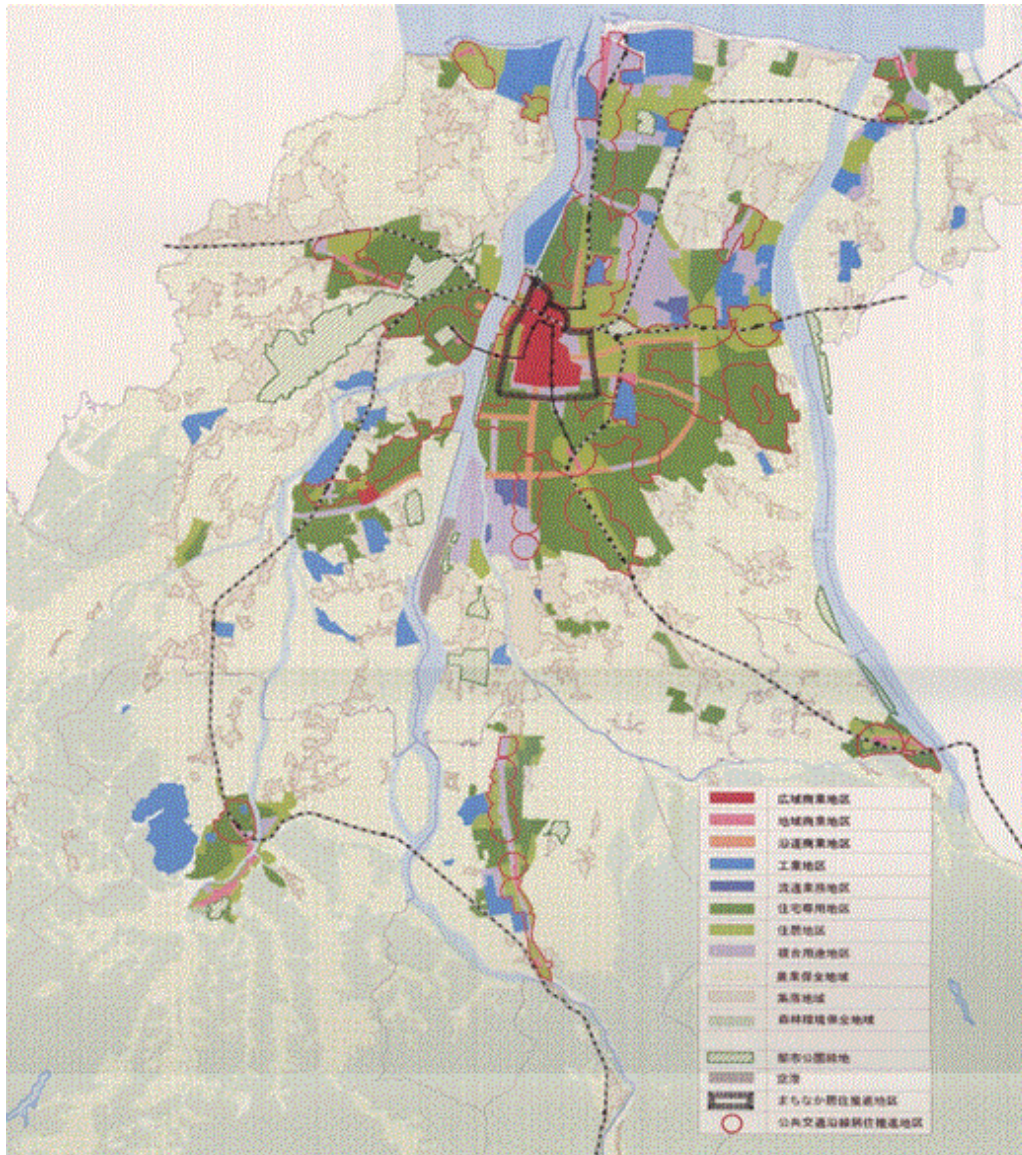 広域商業地区
地域商業地区
沿道商業地区
工業地区
流通業務地区
住宅専用地区
住居地区
複合用途地区
農業保全地域
集落地域
森林環境保全地域
都市公園緑地
空港
まちなか居住推進地区
公共交通沿線居住推進地区